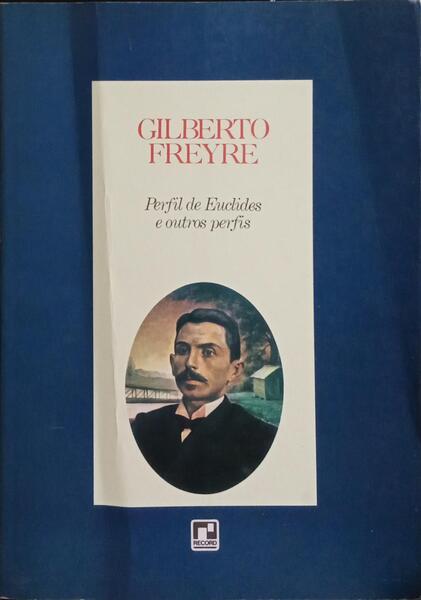 GILBERTO
FREYRE
Perfil de Euclides
e outros perfis
RECORD